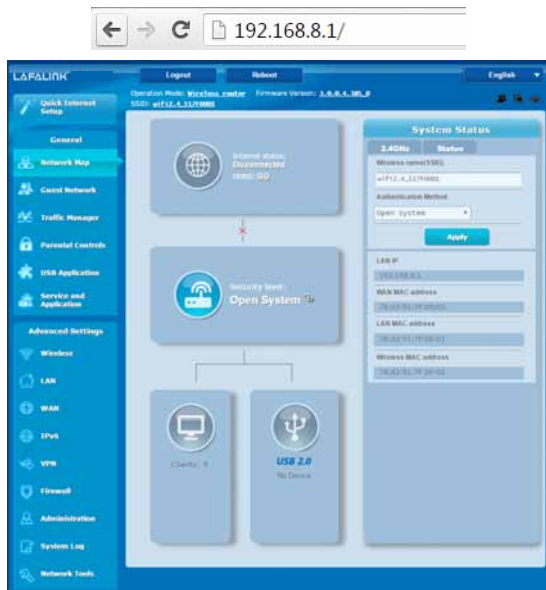 192.168.8.1/
LAFALINK
Logout
Reboot
English
Operation Mode: Wireless router Firmware Version:
SSID:
Quick Internet
Setup
General
Network Map
Guest Network
Traffic Manager
Parental Controls
USB Application
Service and
Application
Advanced Settings
Wireless
LAN
WAN
IPv6
VPN
Firewall
Administration
System Log
Network Tools
Internet status:
Disconnected
Security level:
Open System
Clients:
USB 2.0
No Device
System Status
2.4GHz
Status
Wireless name(SSID)
Authentication Method
Open System
Apply
LAN IP
192.168.8.1
WAN MAC address
LAN MAC address
Wireless MAC address